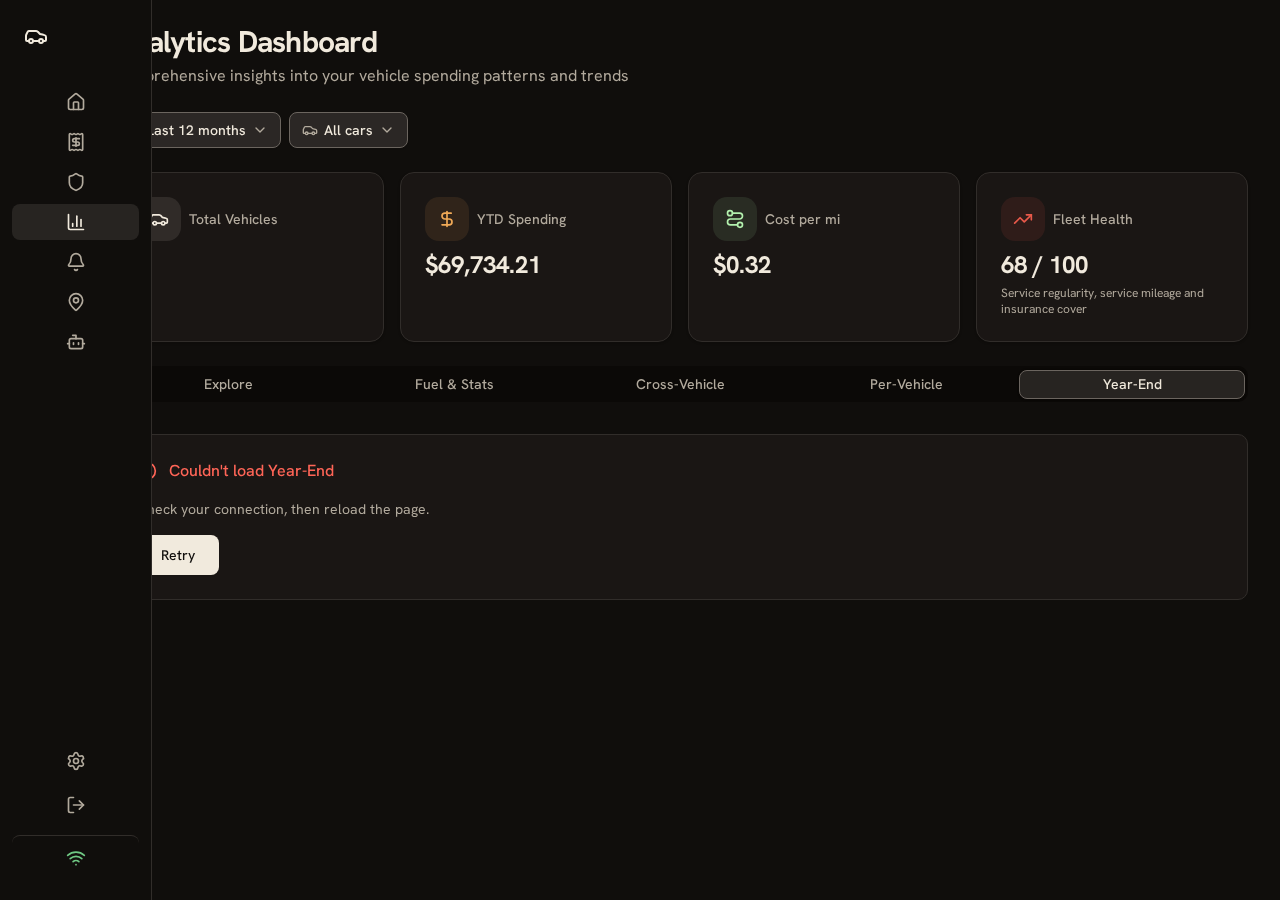 alytics Dashboard
prehensive insights into your vehicle spending patterns and trends
Last 12 months
All cars
Total Vehicles
YTD Spending
$69,734.21
Cost per mi
$0.32
Fleet Health
68 / 100
Service regularity, service mileage and
insurance cover
Explore
Fuel & Stats
Cross-Vehicle
Per-Vehicle
Year-End
Couldn't load Year-End
heck your connection, then reload the page.
Retry